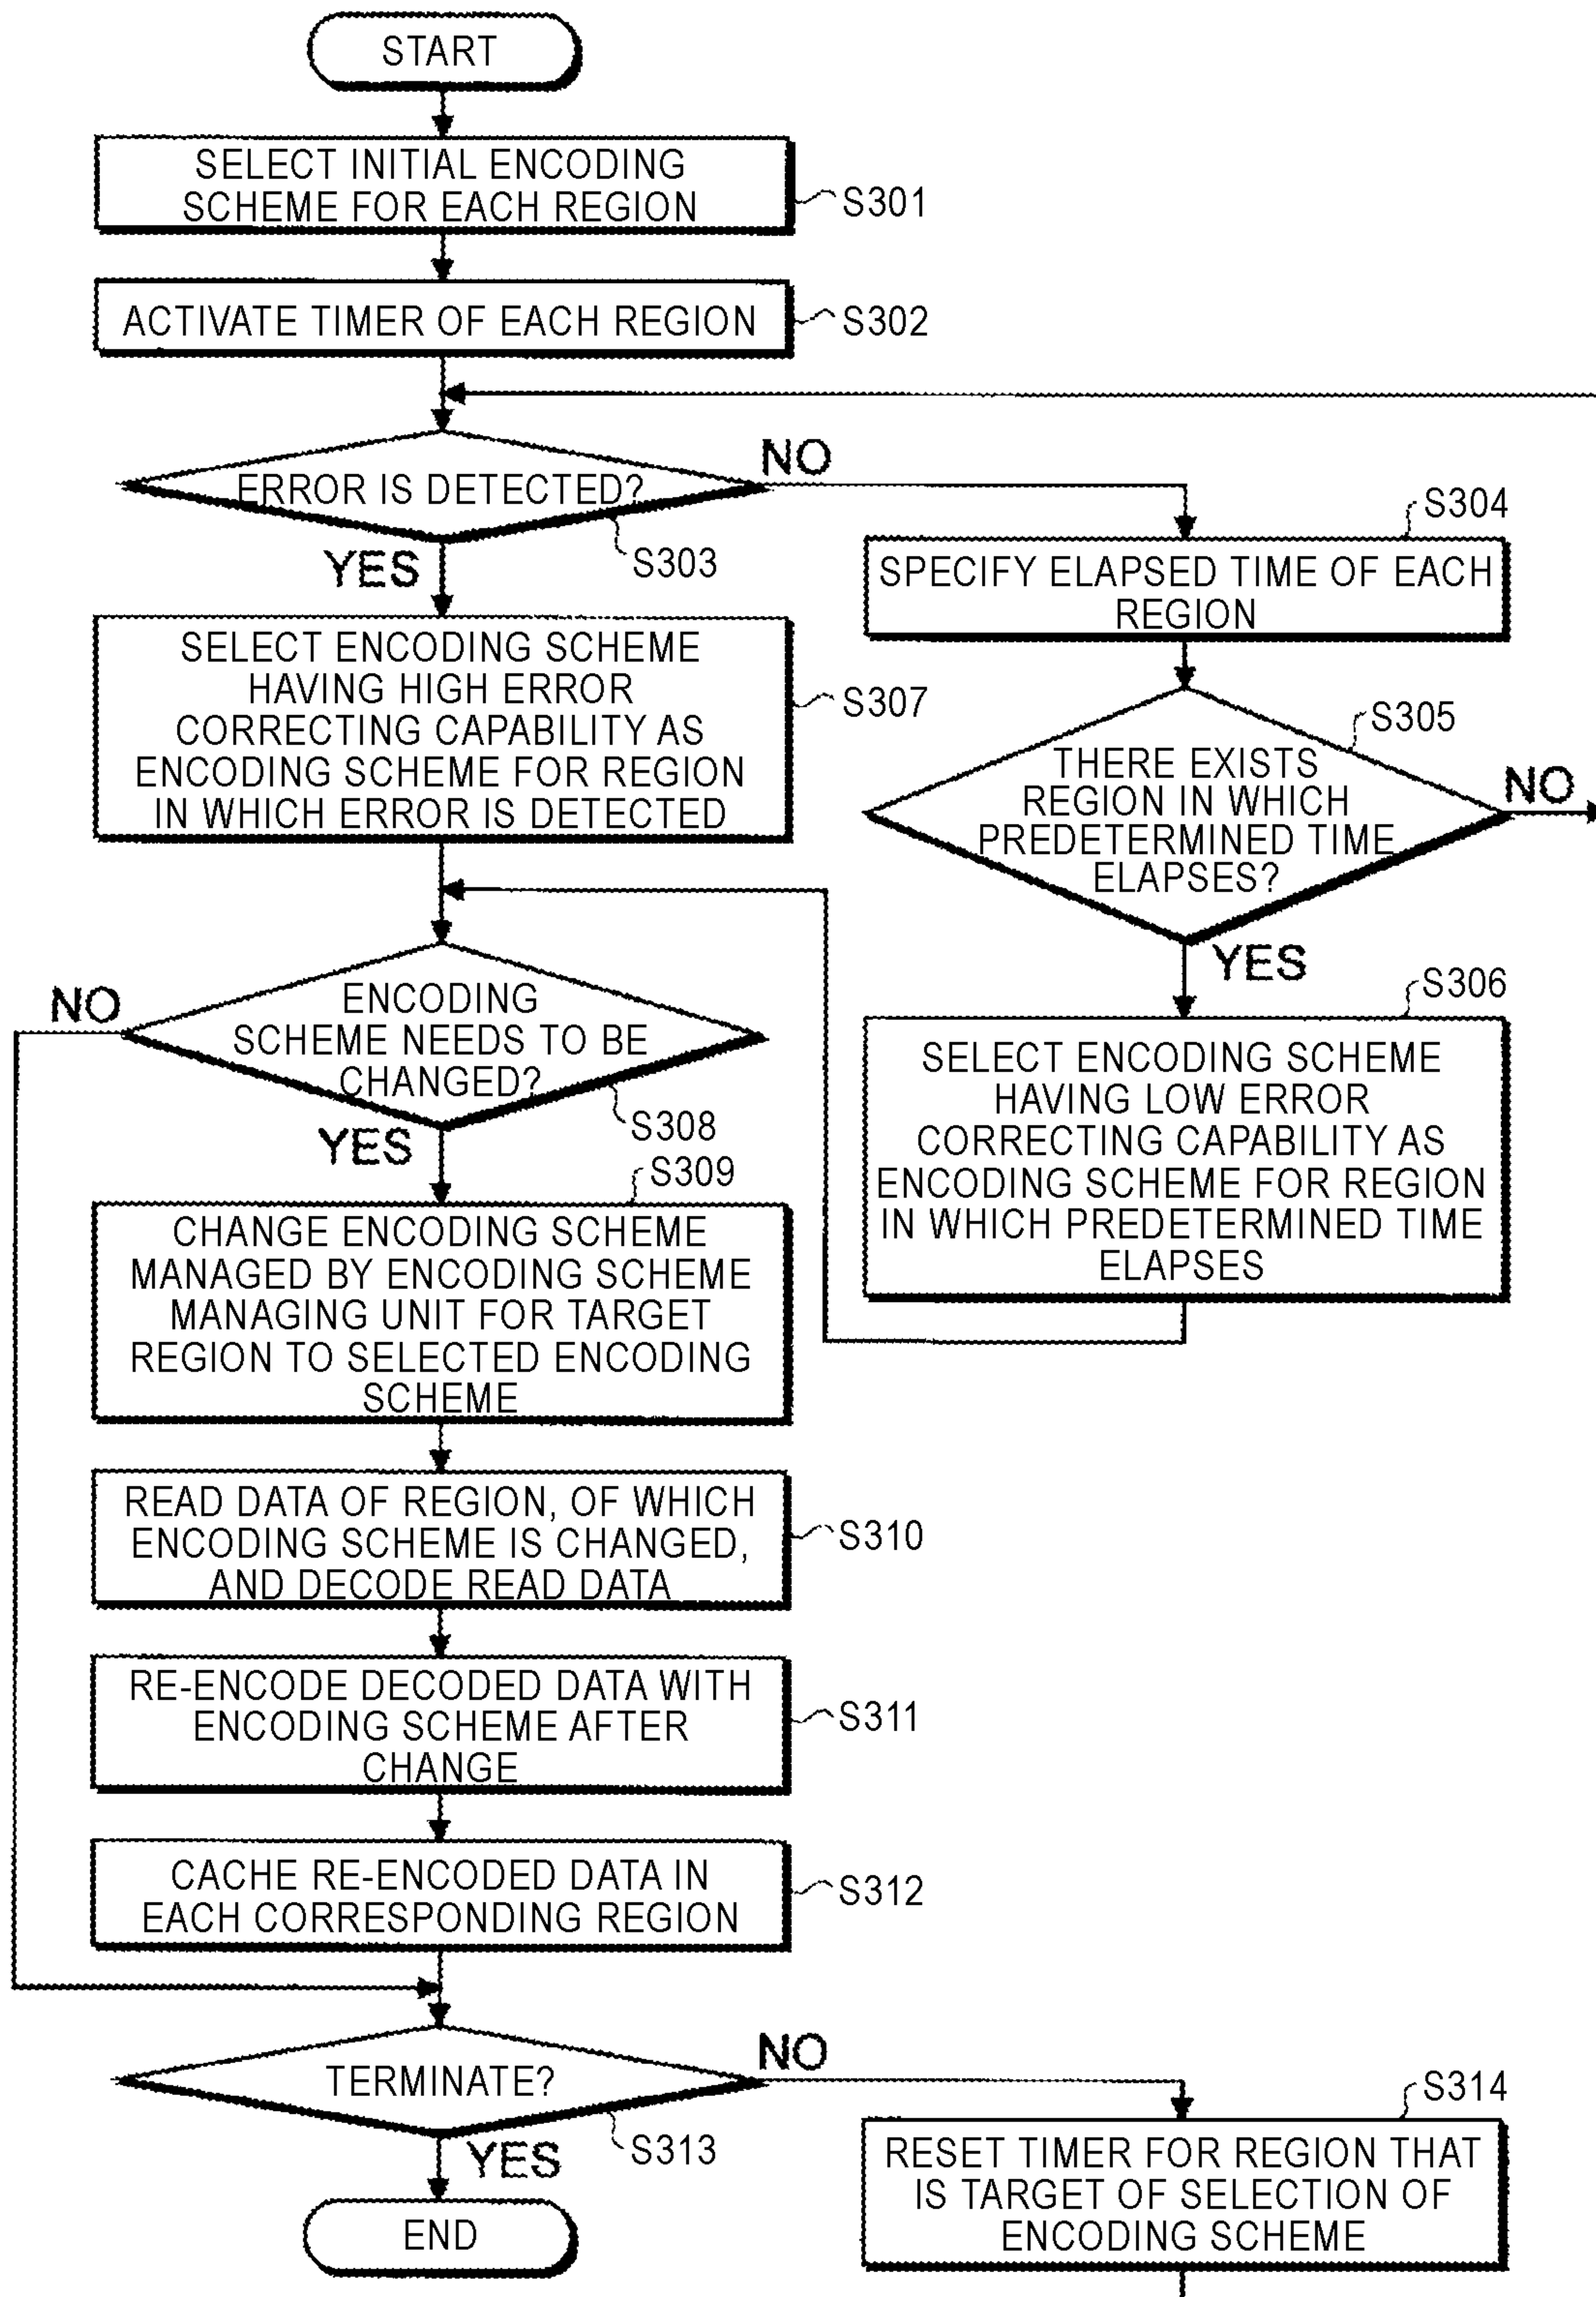 START
SELECT INITIAL ENCODING
SCHEME FOR EACH REGION
S301
ACTIVATE TIMER OF EACH REGION
S302
ERROR IS DETECTED?
NO
S303
YES
S304
SPECIFY ELAPSED TIME OF EACH
REGION
S305
THERE EXISTS
REGION IN WHICH
PREDETERMINED TIME
ELAPSES?
NO
YES
S306
SELECT ENCODING SCHEME
HAVING LOW ERROR
CORRECTING CAPABILITY AS
ENCODING SCHEME FOR REGION
IN WHICH PREDETERMINED TIME
ELAPSES
SELECT ENCODING SCHEME
HAVING HIGH ERROR
CORRECTING CAPABILITY AS
ENCODING SCHEME FOR REGION
IN WHICH ERROR IS DETECTED
S307
NO
ENCODING
SCHEME NEEDS TO BE
CHANGED?
S308
YES
S309
CHANGE ENCODING SCHEME
MANAGED BY ENCODING SCHEME
MANAGING UNIT FOR TARGET
REGION TO SELECTED ENCODING
SCHEME
READ DATA OF REGION, OF WHICH
ENCODING SCHEME IS CHANGED,
AND DECODE READ DATA
S310
RE-ENCODE DECODED DATA WITH
ENCODING SCHEME AFTER
CHANGE
S311
CACHE RE-ENCODED DATA IN
EACH CORRESPONDING REGION
S312
TERMINATE?
NO
S313
YES
END
S314
RESET TIMER FOR REGION THAT
IS TARGET OF SELECTION OF
ENCODING SCHEME